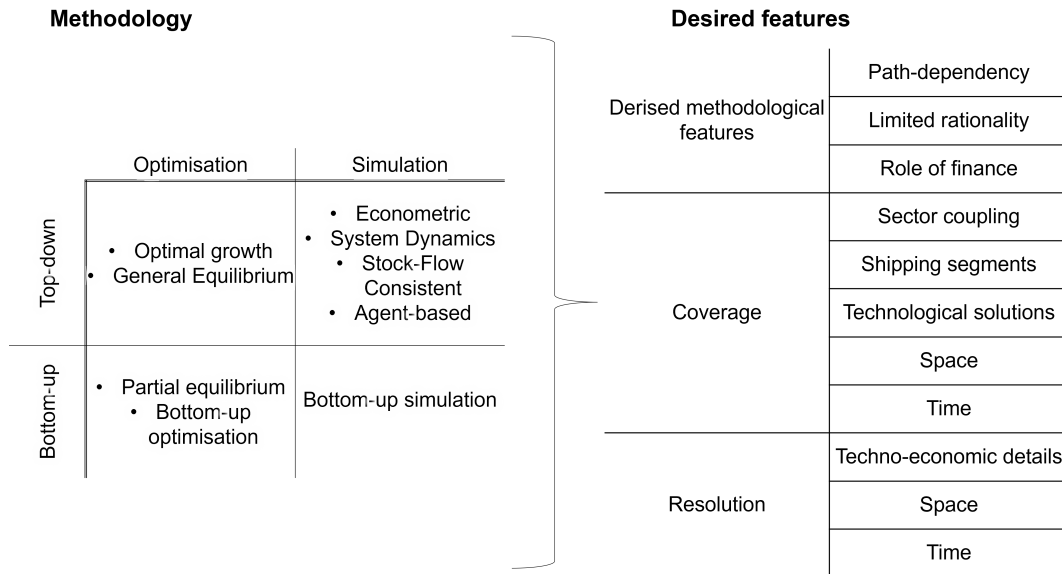 Methodology
Optimisation
Simulation
Top-down
• Optimal growth
• General Equilibrium
• Econometric
• System Dynamics
• Stock-Flow
Consistent
• Agent-based
Bottom-up
• Partial equilibrium
• Bottom-up
optimisation
Bottom-up simulation
Desired features
Derised methodological
features
Path-dependency
Limited rationality
Role of finance
Coverage
Sector coupling
Shipping segments
Technological solutions
Space
Time
Resolution
Techno-economic details
Space
Time